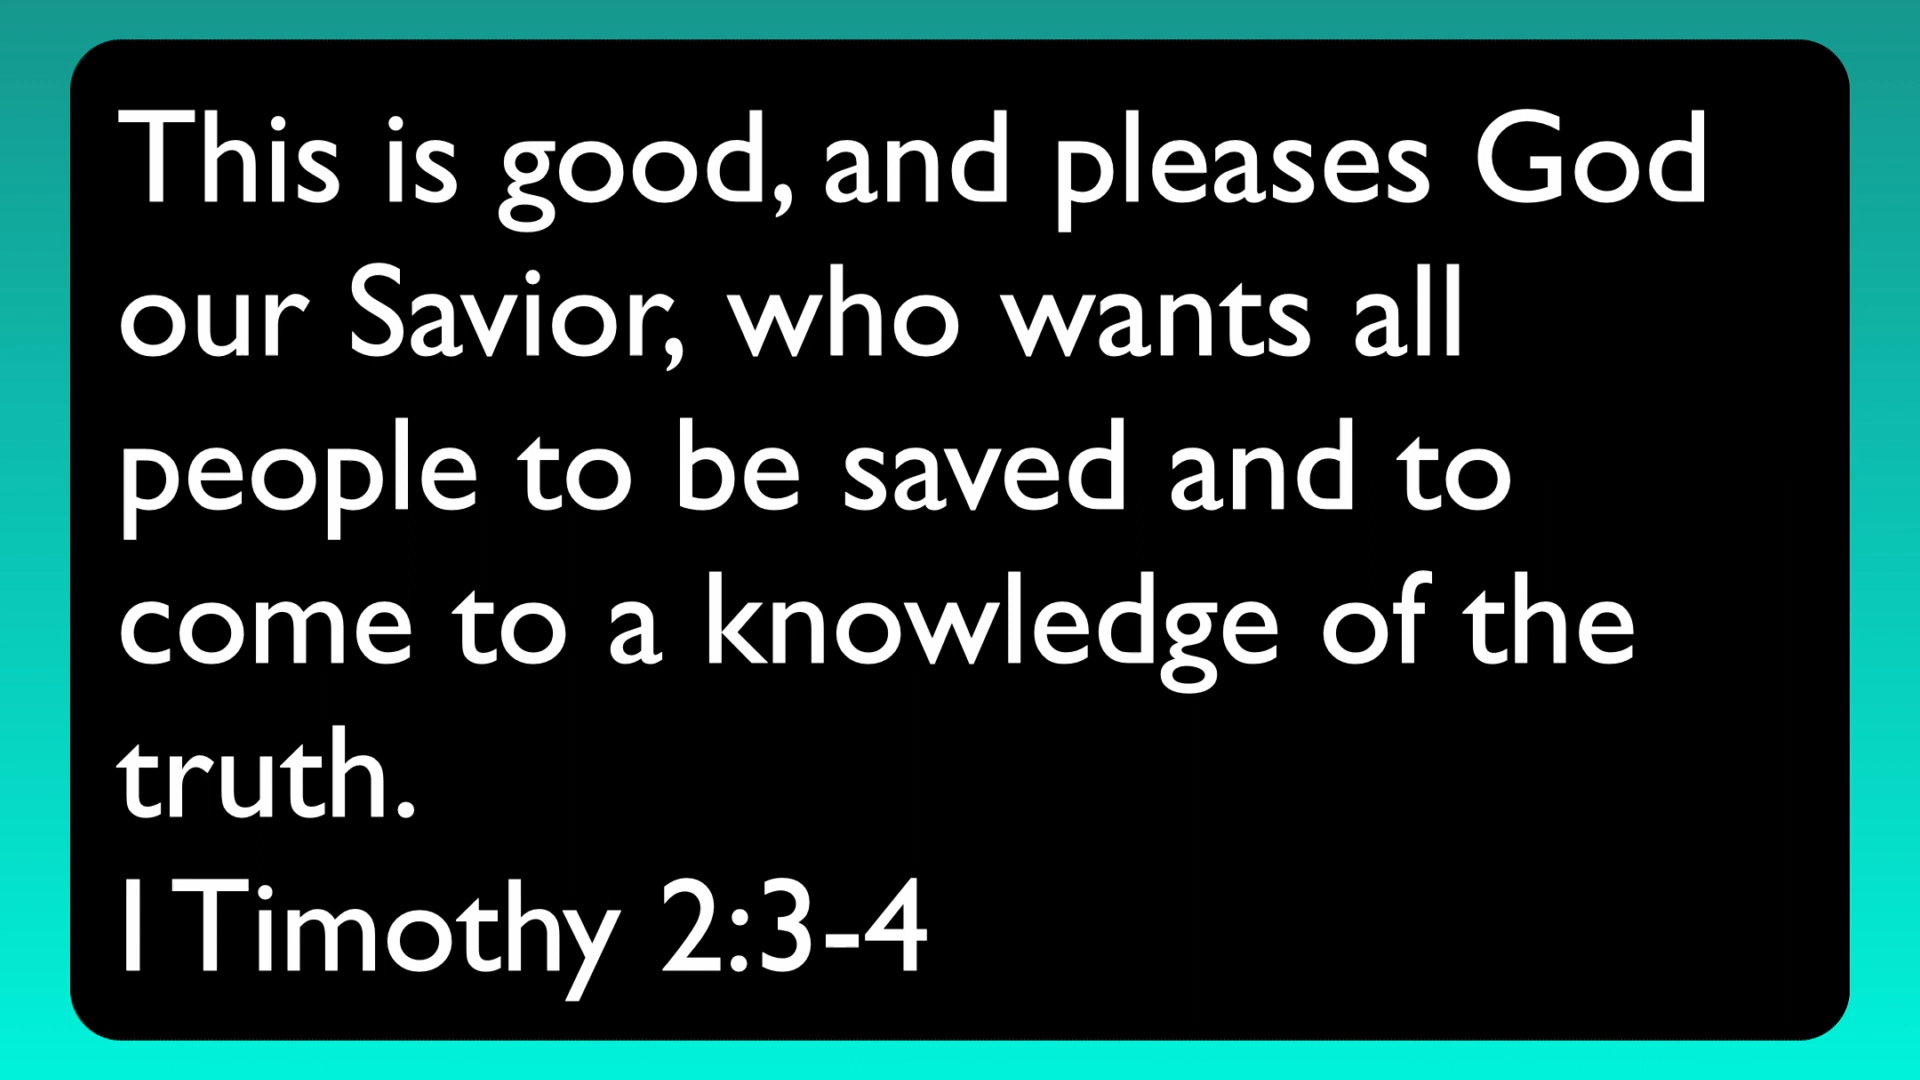 This is good, and pleases God
our Savior, who wants all
people to be saved and to
come to a knowledge of the
truth.
1 Timothy 2:3-4